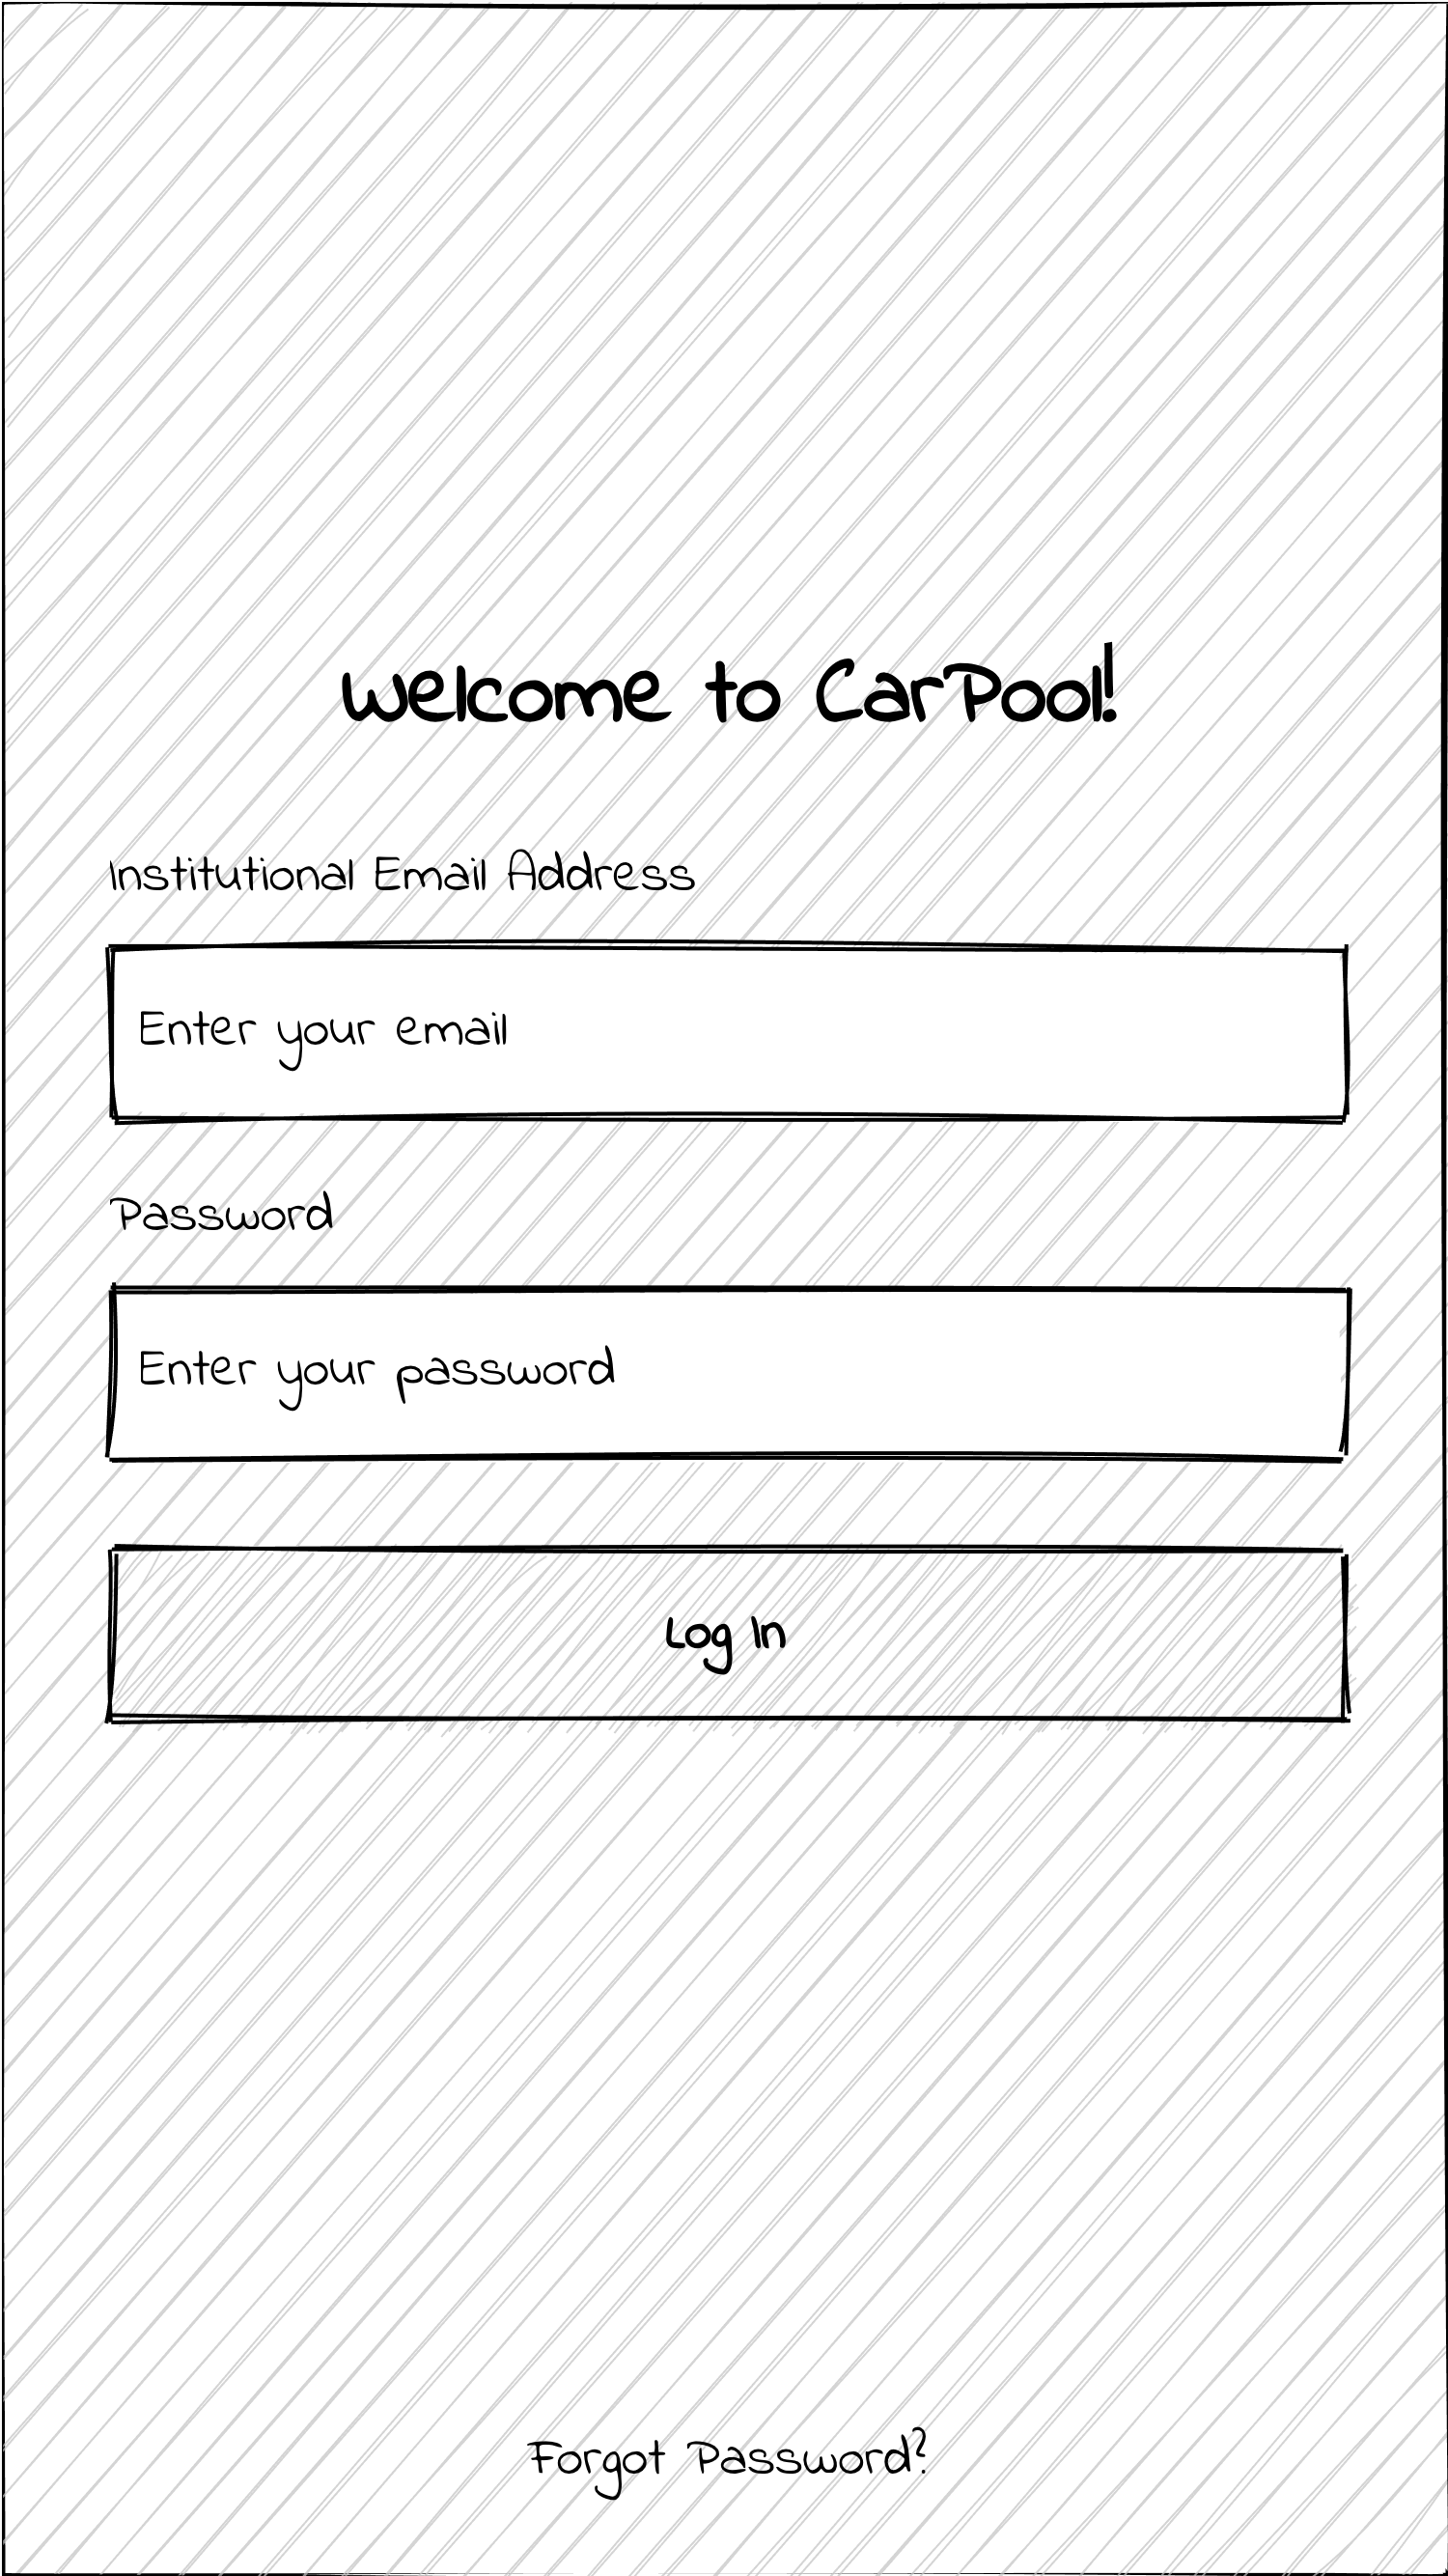 Welcome to CarPool!
Institutional Email Address
Enter your email
Password
Enter your password
Log In
Forgot Password?